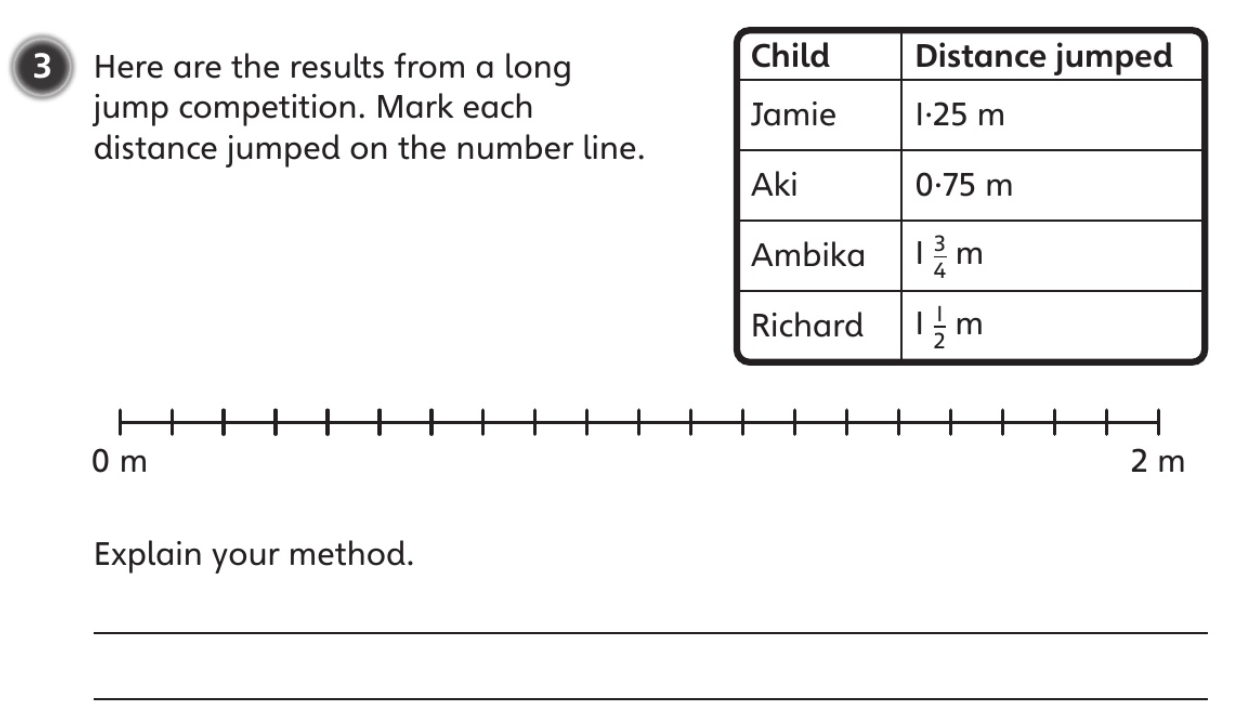 3
Here are the results from a long
jump competition. Mark each
distance jumped on the number line.
Child Distance jumped
Jamie 1·25 m
Aki 0·75 m
Ambika 1 3/4 m
Richard 1 1/2 m
0 m 2 m
Explain your method.